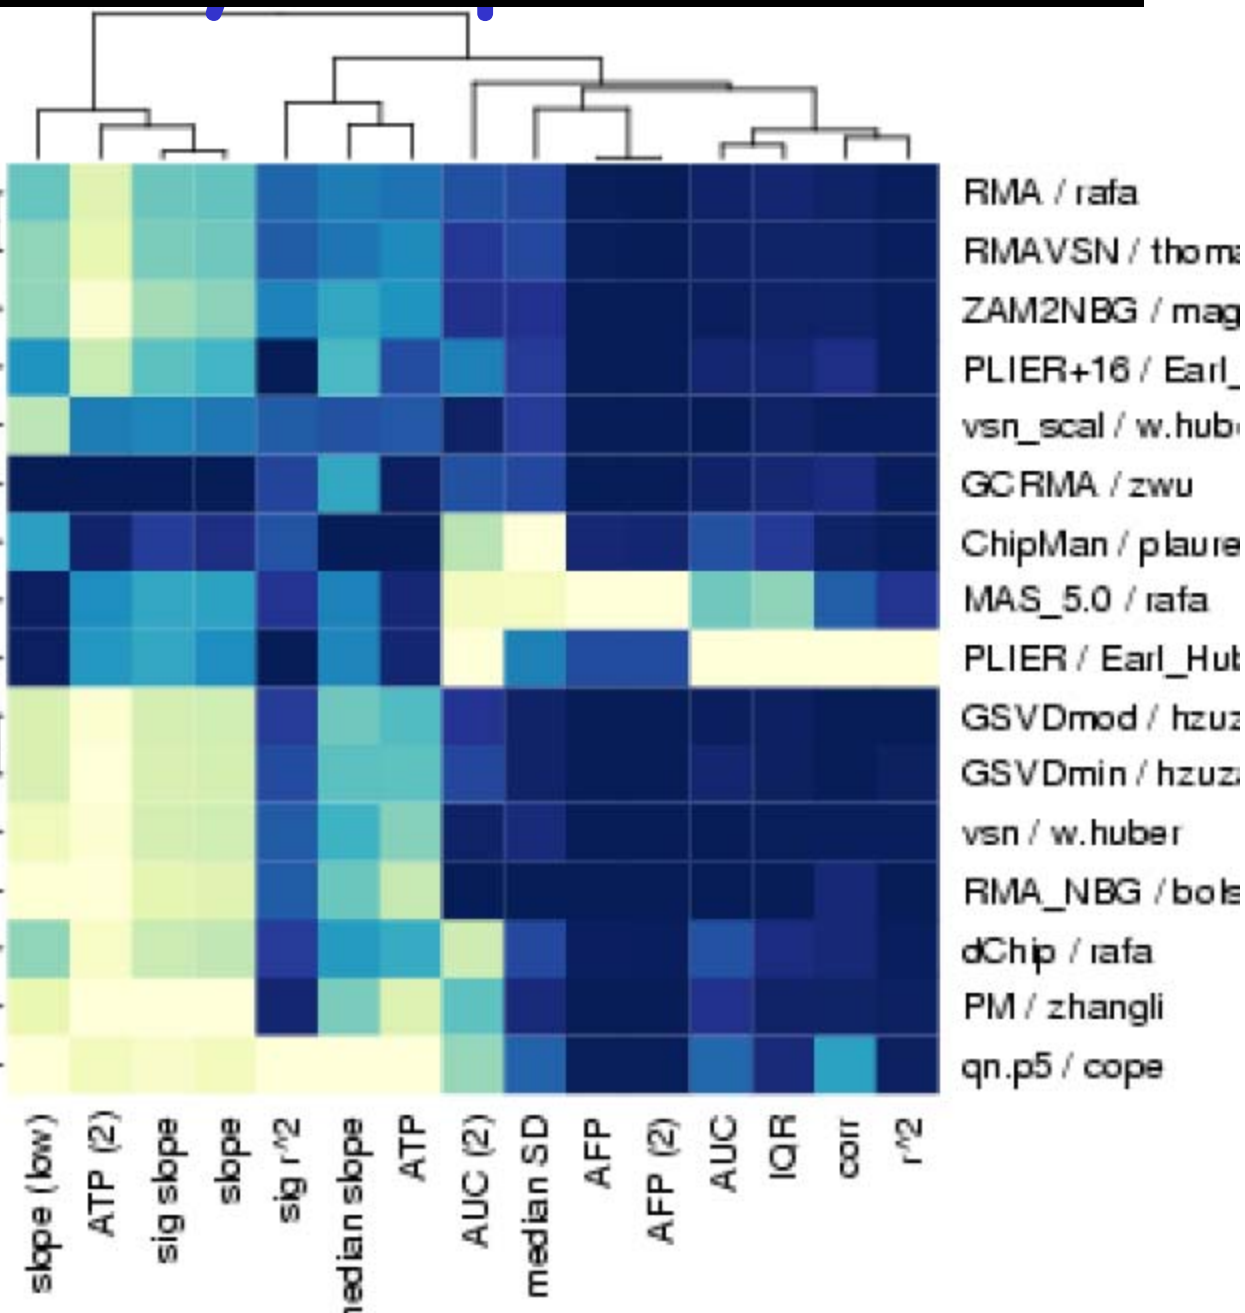 RMA / rafa
RMAVSN / thoma
ZAM2NBG / mag
PLIER+16 / Earl_
vsn_scal / w.hub
GCRMA / zwu
ChipMan / plaure
MAS_5.0 / rafa
PLIER / Earl_Hub
GSVDmod / hzuz
GSVDmin / hzuza
vsn / w.huber
RMA_NBG / bols
dChip / rafa
PM / zhangli
qn.p5 / cope
slope (low)
ATP (2)
sig slope
slope
sig r^2
nedian slope
ATP
AUC (2)
median SD
AFP
AFP (2)
AUC
IQR
corr
r^2